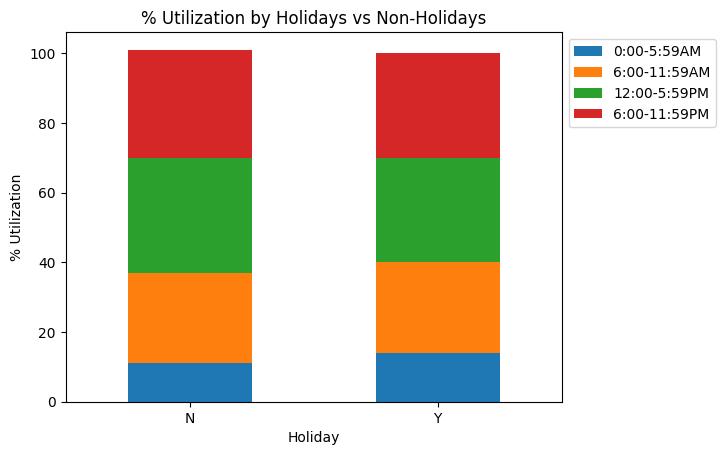 % Utilization by Holidays vs Non-Holidays
0:00-5:59AM
6:00-11:59AM
12:00-5:59PM
6:00-11:59PM
% Utilization
100
80
60
40
20
0
N
Y
Holiday